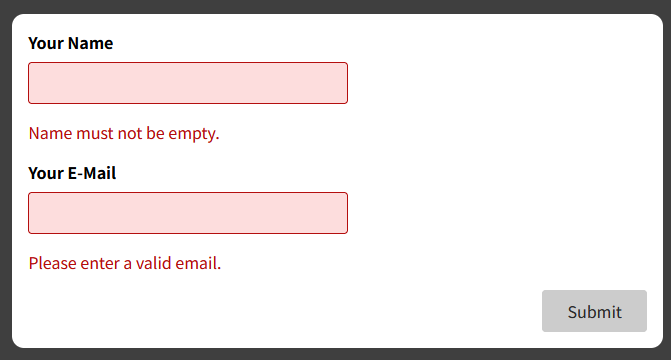 Your Name
Name must not be empty.
Your E-Mail
Please enter a valid email.
Submit